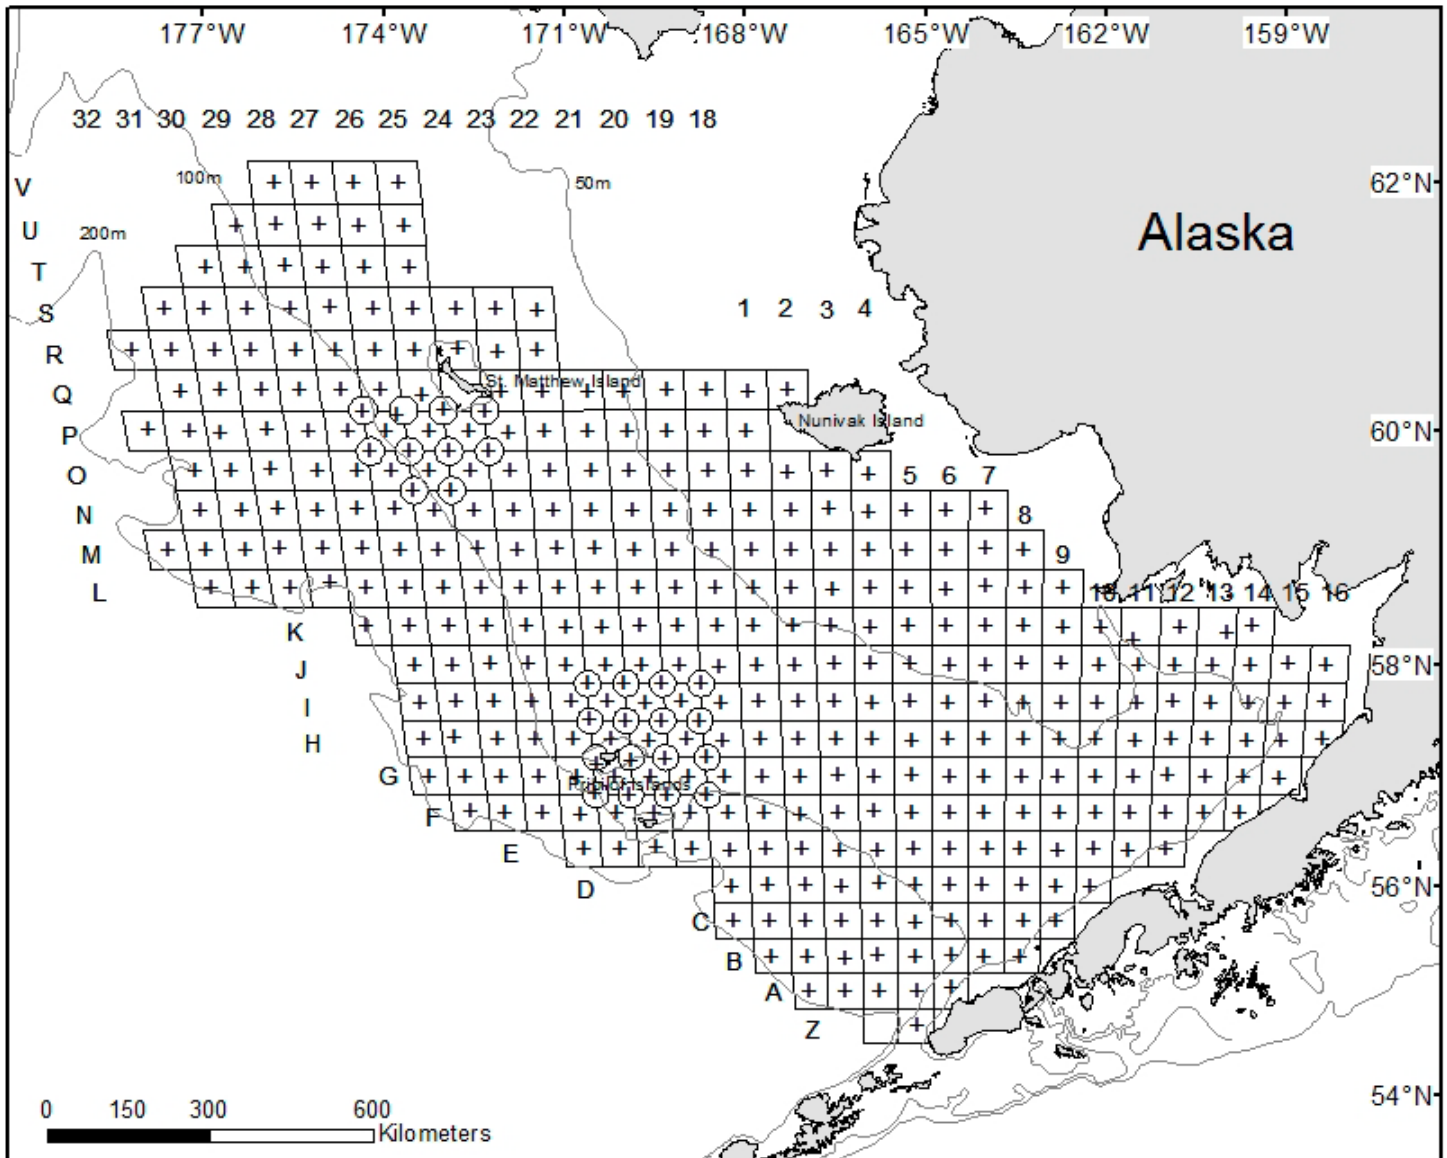 177°W 174°W 171°W 168°W 165°W 162°W 159°W
32 31 30 29 28 27 26 25 24 23 22 21 20 19 18
100m
50m
62°N
V
U
200m
Alaska
T
S
1 2 3 4
R
St. Matthew Island
Q
Nunivak Island
P
60°N
O
5 6 7
N
8
M
9
L
10 11 12 13 14 15 16
K
J
58°N
I
H
G
Pribilof Islands
F
E
D
56°N
C
B
A
Z
54°N
0 150 300 600
Kilometers